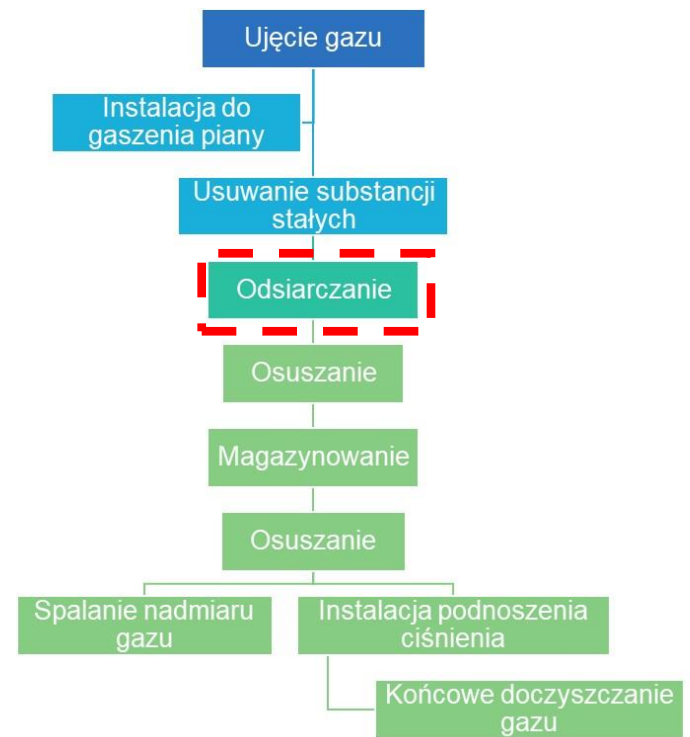 Ujęcie gazu
Instalacja do
gaszenia piany
Usuwanie substancji
stałych
Odsiarczanie
Osuszanie
Magazynowanie
Osuszanie
Spalanie nadmiaru
gazu
Instalacja podnoszenia
ciśnienia
Końcowe doczyszczanie
gazu